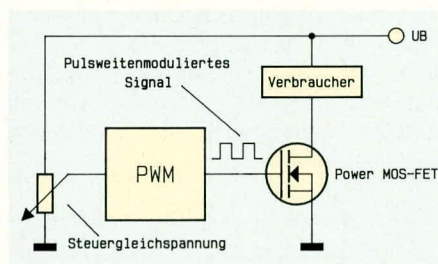 UB
Pulsweitenmoduliertes
Signal
Verbraucher
PWM
Power MOS-FET
Steuergleichspannung